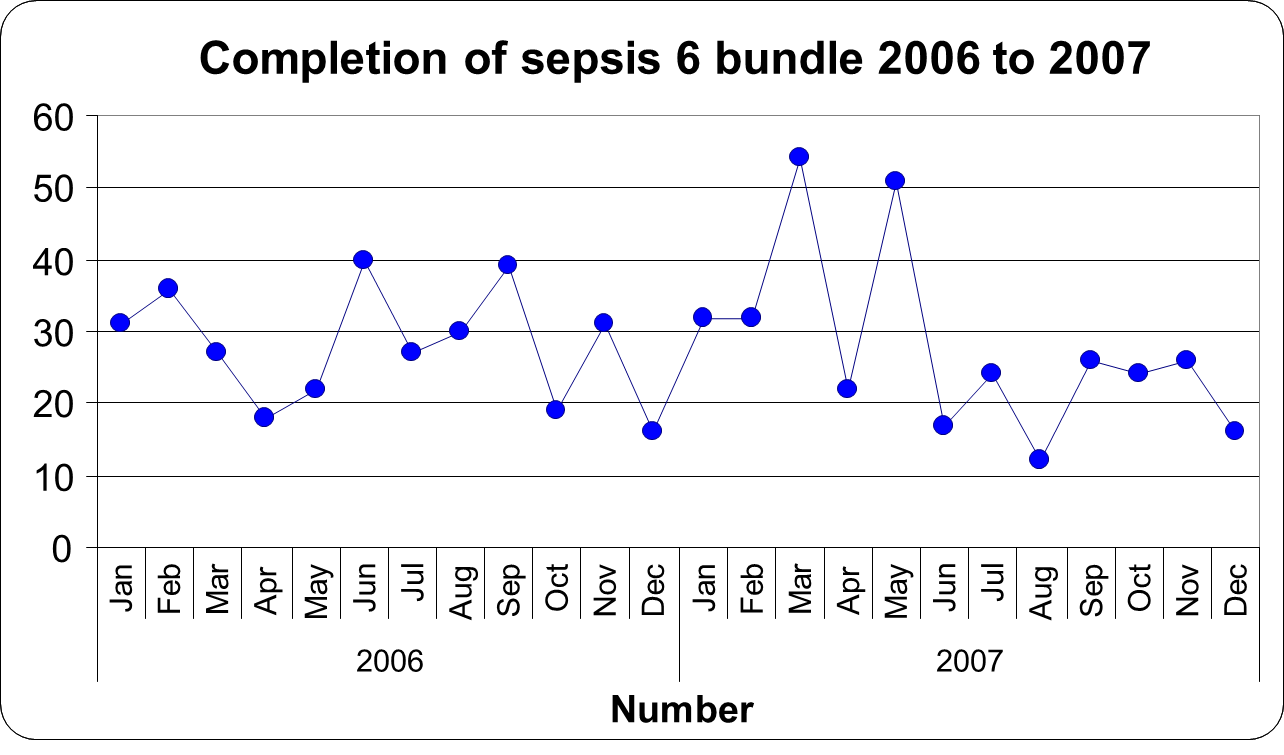 Completion of sepsis 6 bundle 2006 to 2007
60
50
40
30
20
10
0
Jan Feb Mar Apr May Jun Jul Aug Sep Oct Nov Dec Jan Feb Mar Apr May Jun Jul Aug Sep Oct Nov Dec
2006 2007
Number